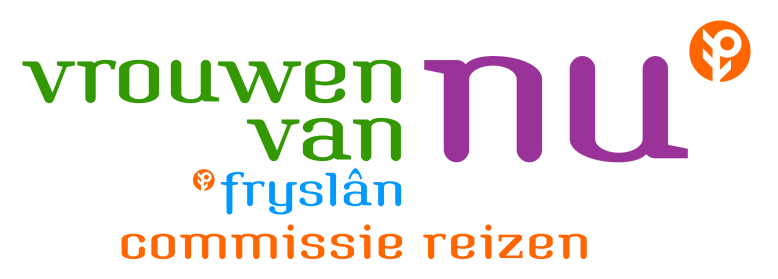 vrouwen
van nu
fryslân
commissie reizen